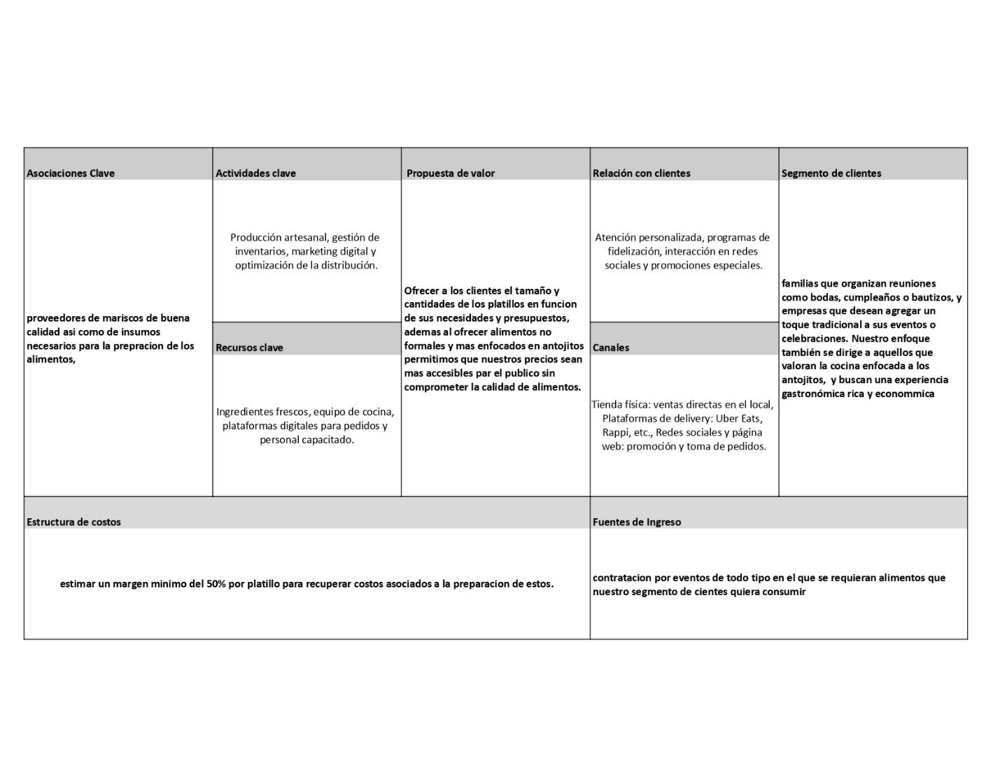 Asociaciones Clave
proveedores de mariscos de buena
calidad asi como de insumos
necesarios para la prepracion de los
alimentos,
Actividades clave
Producción artesanal, gestión de
inventarios, marketing digital y
optimización de la distribución.
Recursos clave
Ingredientes frescos, equipo de cocina,
plataformas digitales para pedidos y
personal capacitado.
Propuesta de valor
Ofrecer a los clientes el tamaño y
cantidades de los platillos en funcion
de sus necesidades y presupuestos,
ademas al ofrecer alimentos no
formales y mas enfocados en antojitos
permitimos que nuestros precios sean
mas accesibles par el publico sin
comprometer la calidad de alimentos.
Relación con clientes
Atención personalizada, programas de
fidelización, interacción en redes
sociales y promociones especiales.
Canales
Tienda física: ventas directas en el local,
Plataformas de delivery: Uber Eats,
Rappi, etc., Redes sociales y página
web: promoción y toma de pedidos.
Segmento de clientes
familias que organizan reuniones
como bodas, cumpleaños o bautizos, y
empresas que desean agregar un
toque tradicional a sus eventos o
celebraciones. Nuestro enfoque
también se dirige a aquellos que
valoran la cocina enfocada a los
antojitos,  y buscan una experiencia
gastronómica rica y econommica
Estructura de costos
estimar un margen minimo del 50% por platillo para recuperar costos asociados a la preparacion de estos.
Fuentes de Ingreso
contratacion por eventos de todo tipo en el que se requieran alimentos que
nuestro segmento de cientes quiera consumir